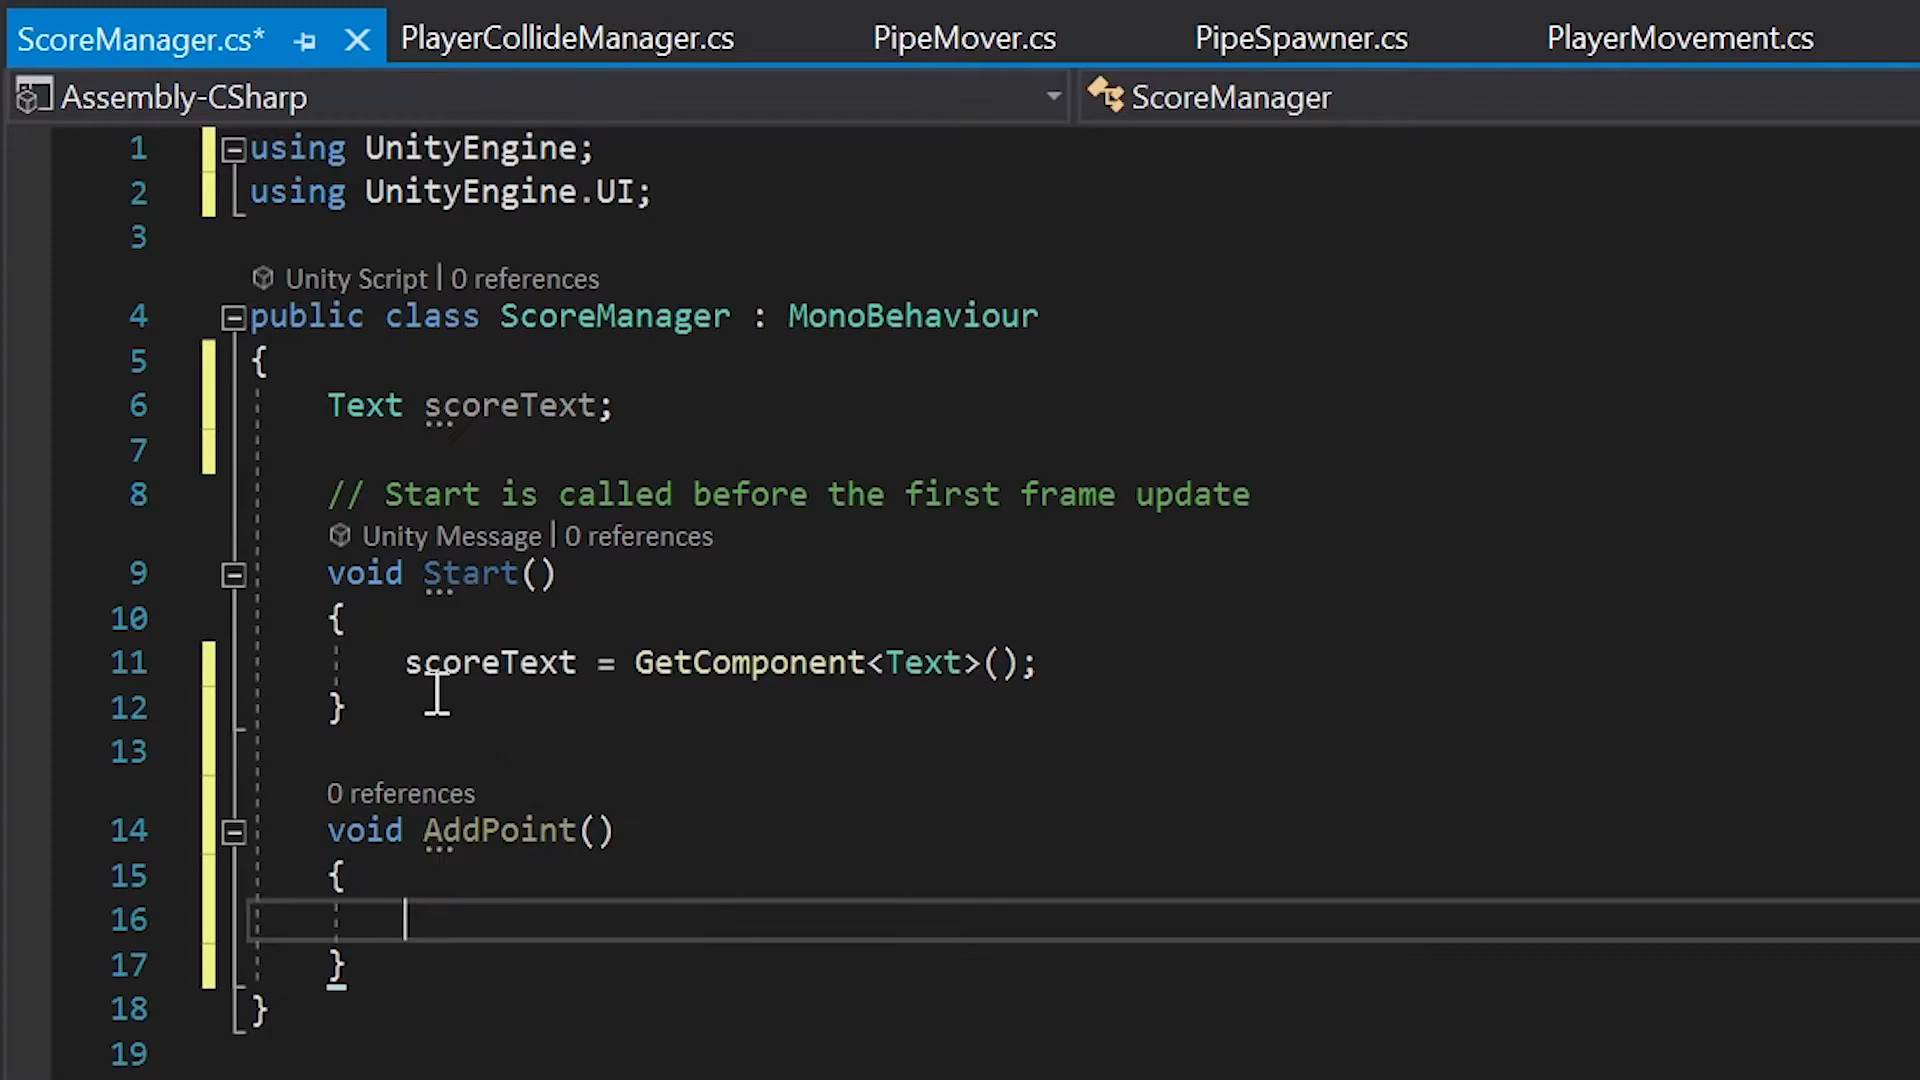 ScoreManager.cs* PlayerCollideManager.cs PipeMover.cs PipeSpawner.cs PlayerMovement.cs
Assembly-CSharp ScoreManager
1 using UnityEngine;
2 using UnityEngine.UI;
3
Unity Script | 0 references
4 public class ScoreManager : MonoBehaviour
5 {
6 Text scoreText;
7
8 // Start is called before the first frame update
Unity Message | 0 references
9 void Start()
10 {
11 scoreText = GetComponent<Text>();
12 }
13
0 references
14 void AddPoint()
15 {
16
17 }
18 }
19